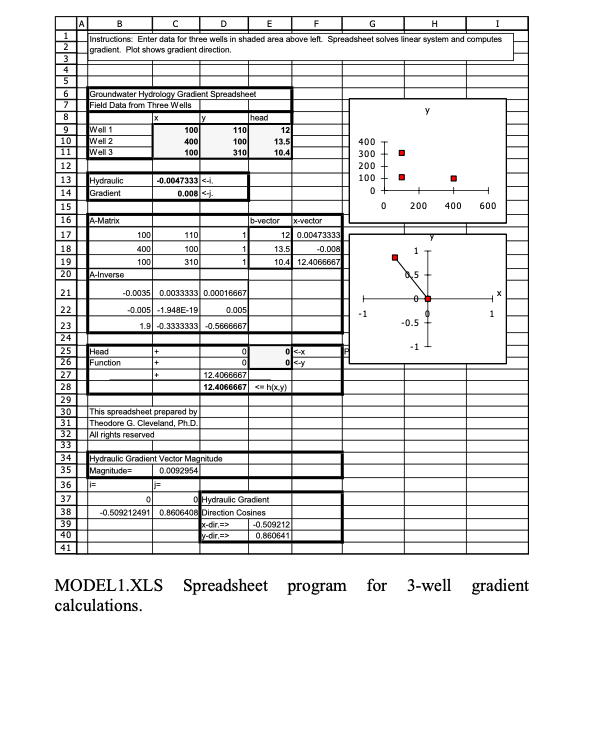 A B C D E F G H I
1 Instructions: Enter data for three wells in shaded area above left. Spreadsheet solves linear system and computes
2 gradient. Plot shows gradient direction.
3
4
5
6 Groundwater Hydrology Gradient Spreadsheet
7 Field Data from Three Wells
8 x y head
9 Well 1 100 110 12
10 Well 2 400 100 13.5
11 Well 3 100 310 10.4
12
13 Hydraulic -0.0047333 <-i.
14 Gradient 0.008 <-j.
15
16 A-Matrix b-vector x-vector
17 100 110 1 12 0.00473333
18 400 100 1 13.5 -0.008
19 100 310 1 10.4 12.4066667
20 A-Inverse
21 -0.0035 0.0033333 0.00016667
22 -0.005 -1.948E-19 0.005
23 1.9 -0.3333333 -0.5666667
24
25 Head + 0 0 <-x
26 Function + 0 0 <-y
27 + 12.4066667
28 12.4066667 <= h(x,y)
29
30 This spreadsheet prepared by
31 Theodore G. Cleveland, Ph.D.
32 All rights reserved
33
34 Hydraulic Gradient Vector Magnitude
35 Magnitude= 0.0092954
36 i= j=
37 0 0 Hydraulic Gradient
38 -0.509212491 0.8606408 Direction Cosines
39 x-dir.=> -0.509212
40 y-dir.=> 0.860641
41
y
400
300
200
100
0
0 200 400 600
y
1
0.5
0
x
-1 0 1
-0.5
-1
P
MODEL1.XLS Spreadsheet program for 3-well gradient
calculations.